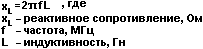 x_L=2πfL , где
x_L – реактивное сопротивление, Ом
f – частота, МГц
L – индуктивность, Гн